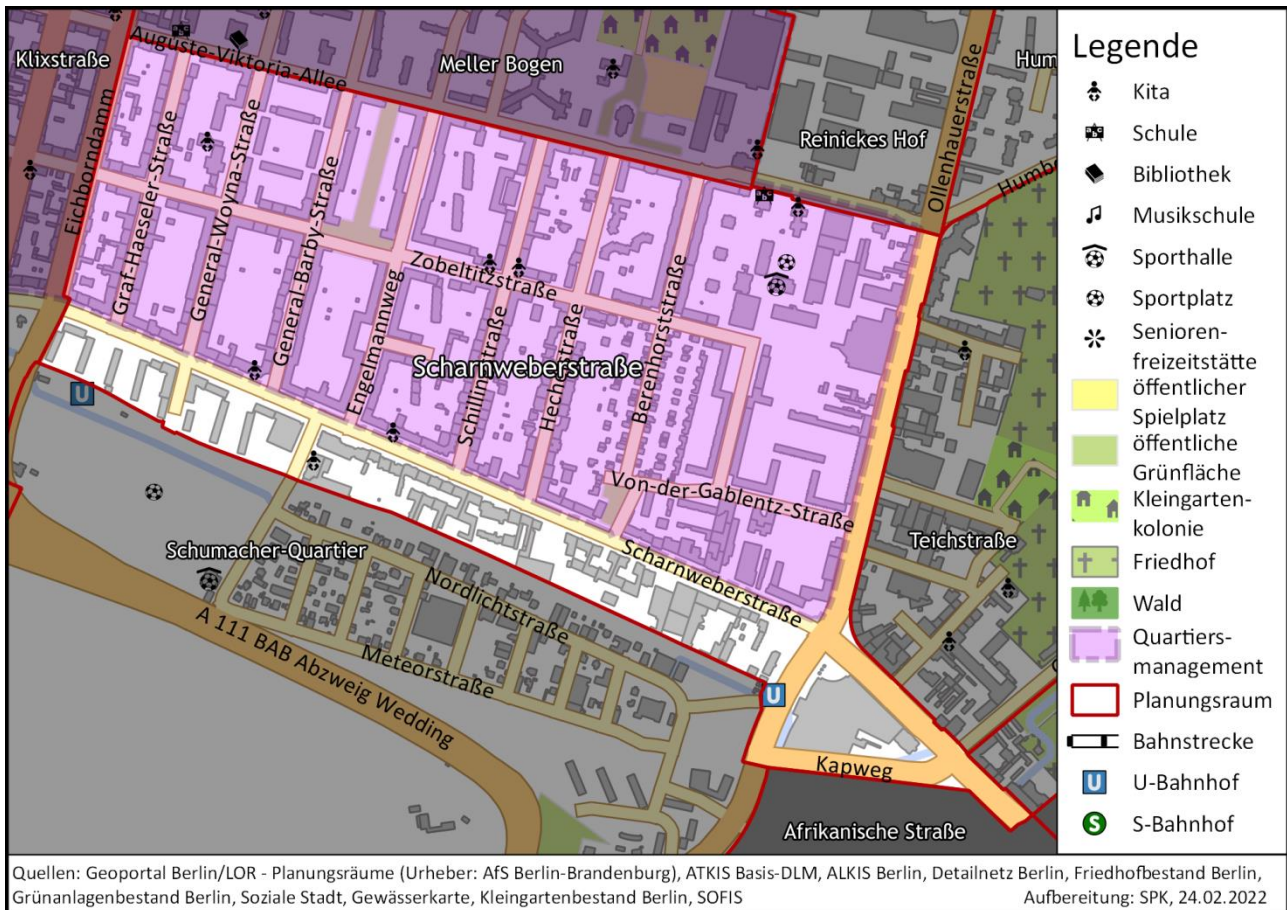 Klixstraße
Auguste-Viktoria-Allee
Meller Bogen
Reinickes Hof
Ollenhauerstraße
Hum
Humbo
Eichborndamm
Graf-Haeseler-Straße
General-Woyna-Straße
General-Barby-Straße
Engelmannweg
Zobeltitzstraße
Schillingstraße
Hechelstraße
Berenhorststraße
Scharnweberstraße
Von-der-Gablentz-Straße
Scharnweberstraße
Teichstraße
Schumacher-Quartier
Nordlichtstraße
Meteorstraße
A 111 BAB Abzweig Wedding
Kapweg
Afrikanische Straße
U
U
Legende
Kita
Schule
Bibliothek
Musikschule
Sporthalle
Sportplatz
Senioren-
freizeitstätte
öffentlicher
Spielplatz
öffentliche
Grünfläche
Kleingarten-
kolonie
Friedhof
Wald
Quartiers-
management
Planungsraum
Bahnstrecke
U U-Bahnhof
S S-Bahnhof
Quellen: Geoportal Berlin/LOR - Planungsräume (Urheber: AfS Berlin-Brandenburg), ATKIS Basis-DLM, ALKIS Berlin, Detailnetz Berlin, Friedhofbestand Berlin,
Grünanlagenbestand Berlin, Soziale Stadt, Gewässerkarte, Kleingartenbestand Berlin, SOFIS Aufbereitung: SPK, 24.02.2022